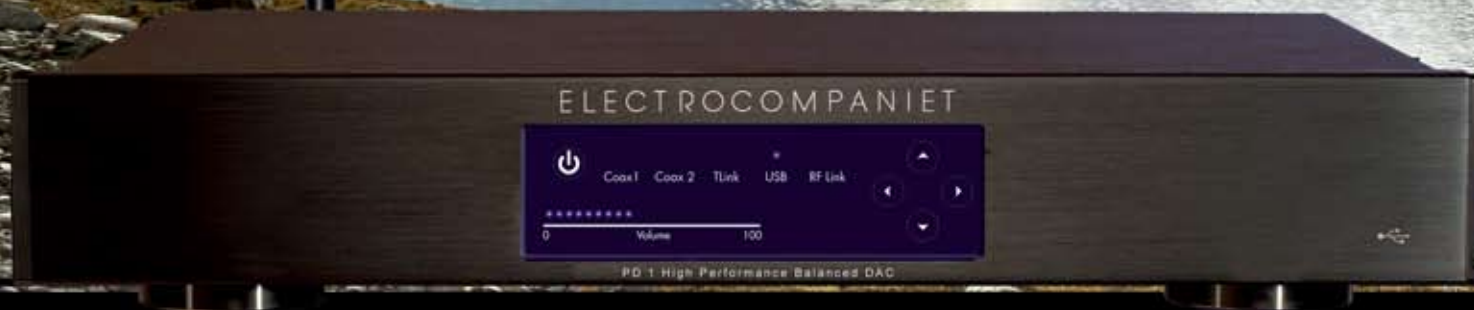 ELECTROCOMPANIET
Coax1 Coax 2 TLink USB RF Link
0 Volume 100
PD 1 High Performance Balanced DAC